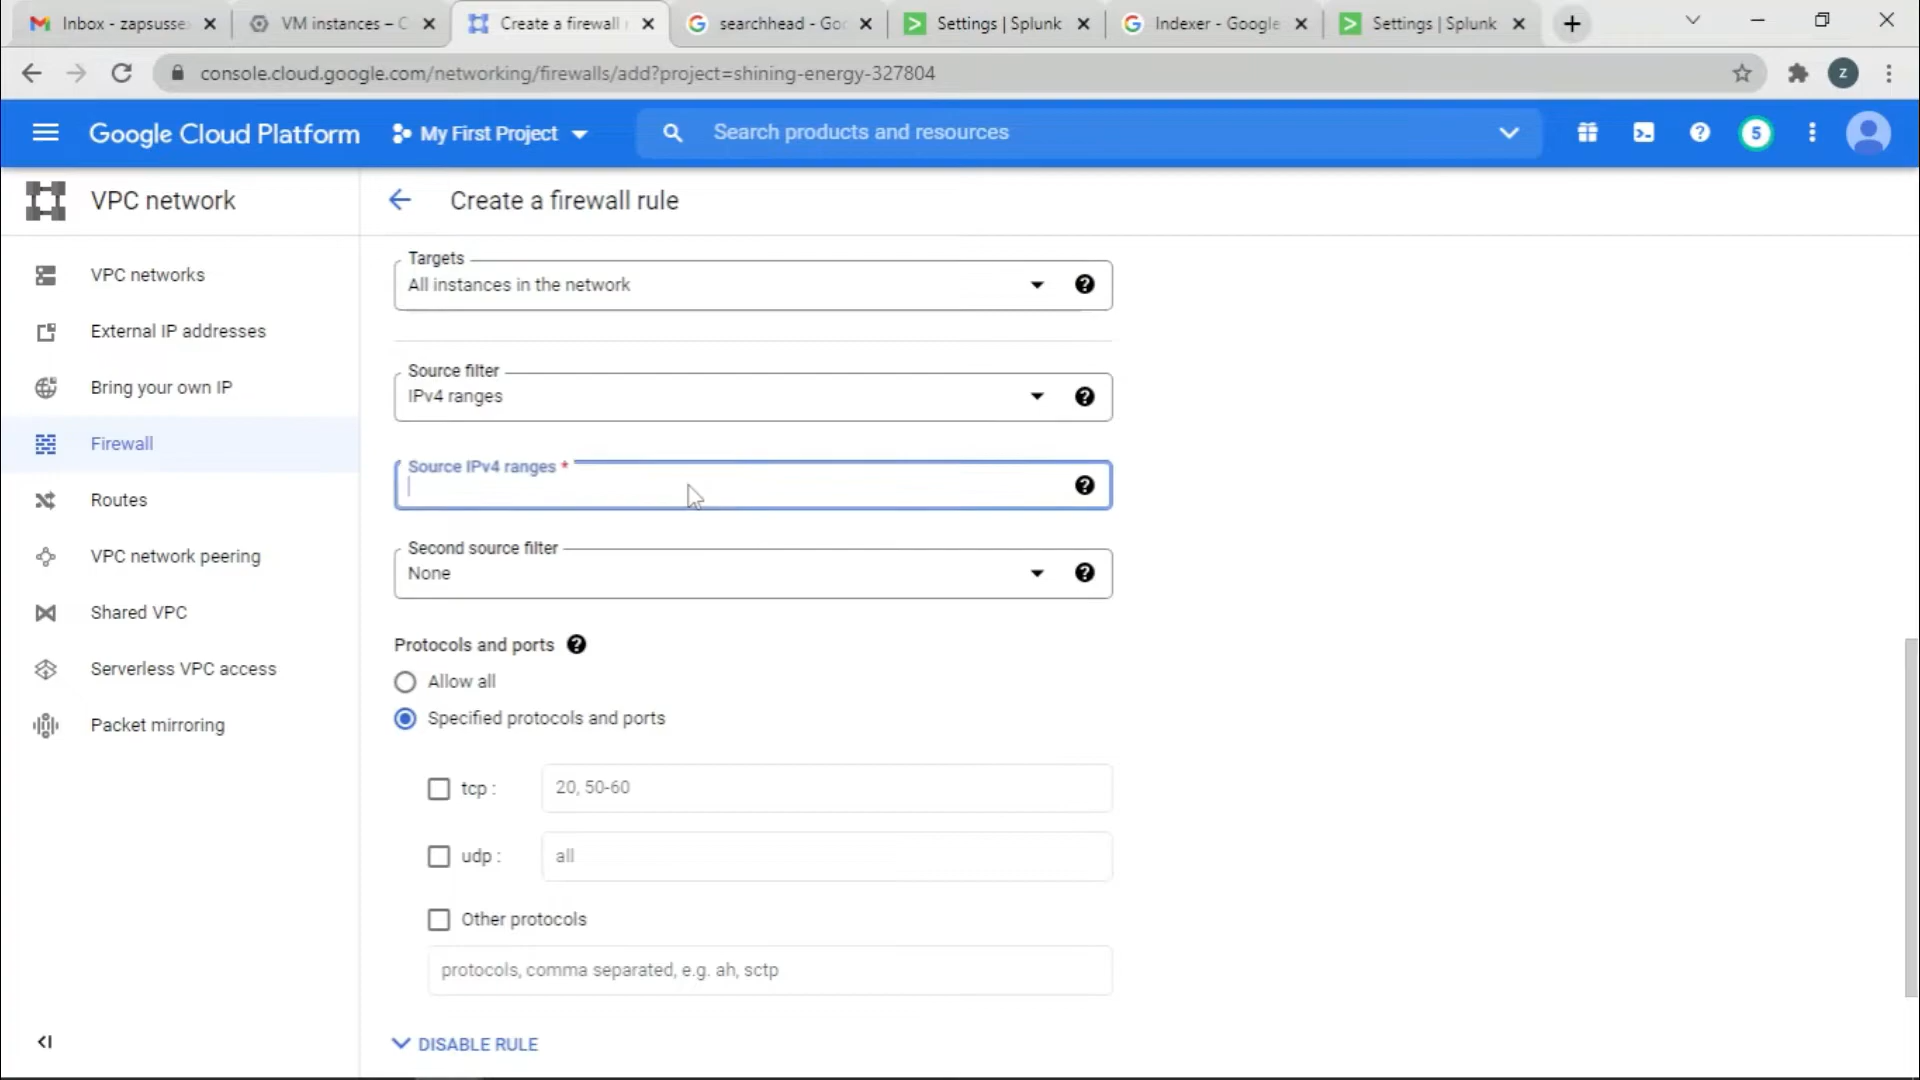 Inbox - zapsusse
VM instances – C
Create a firewall
searchhead - Go
Settings | Splunk
Indexer - Google
Settings | Splunk
console.cloud.google.com/networking/firewalls/add?project=shining-energy-327804
z
Google Cloud Platform
My First Project
Search products and resources
5
VPC network
Create a firewall rule
VPC networks
External IP addresses
Bring your own IP
Firewall
Routes
VPC network peering
Shared VPC
Serverless VPC access
Packet mirroring
Targets
All instances in the network
Source filter
IPv4 ranges
Source IPv4 ranges *
Second source filter
None
Protocols and ports
Allow all
Specified protocols and ports
tcp : 20, 50-60
udp : all
Other protocols
protocols, comma separated, e.g. ah, sctp
DISABLE RULE